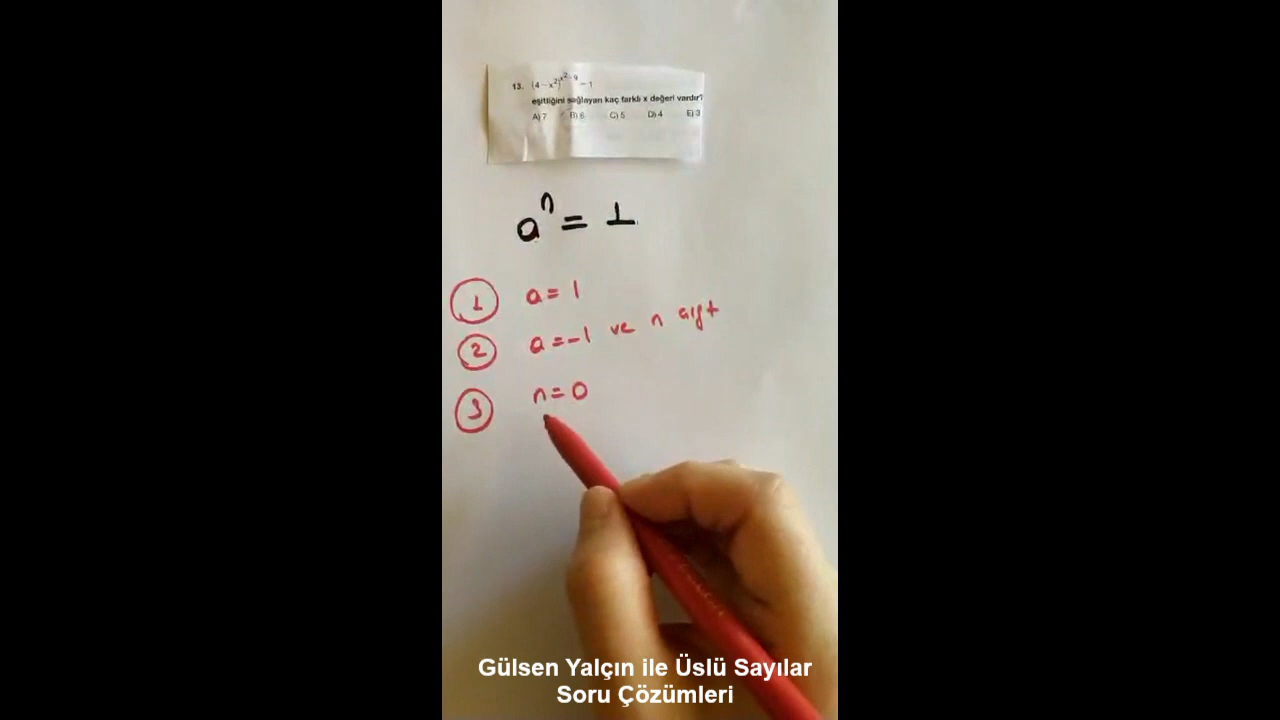 13. (4 - x²)^x²-9 = 1
eşitliğini sağlayan kaç farklı x değeri vardır?
A) 7 B) 6 C) 5 D) 4 E) 3
aⁿ = 1
1 a = 1
2 a = -1 ve n çift
3 n = 0
Gülsen Yalçın ile Üslü Sayılar
Soru Çözümleri